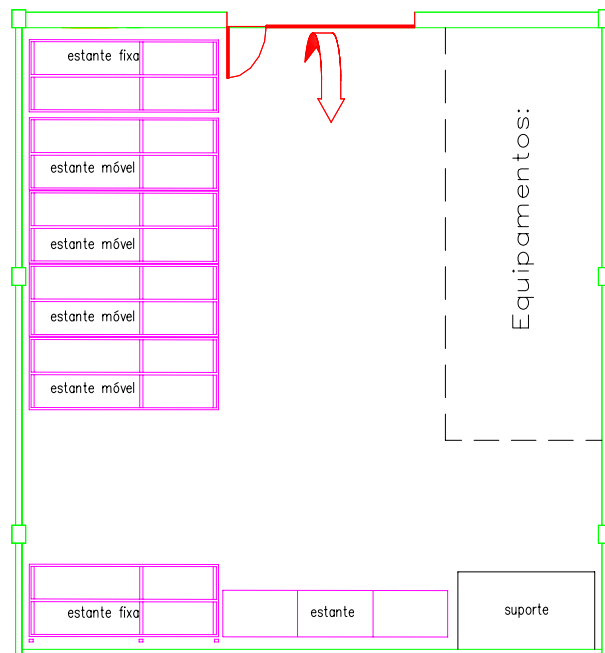 estante fixa
estante móvel
estante móvel
estante móvel
estante móvel
Equipamentos:
estante fixa
estante
suporte